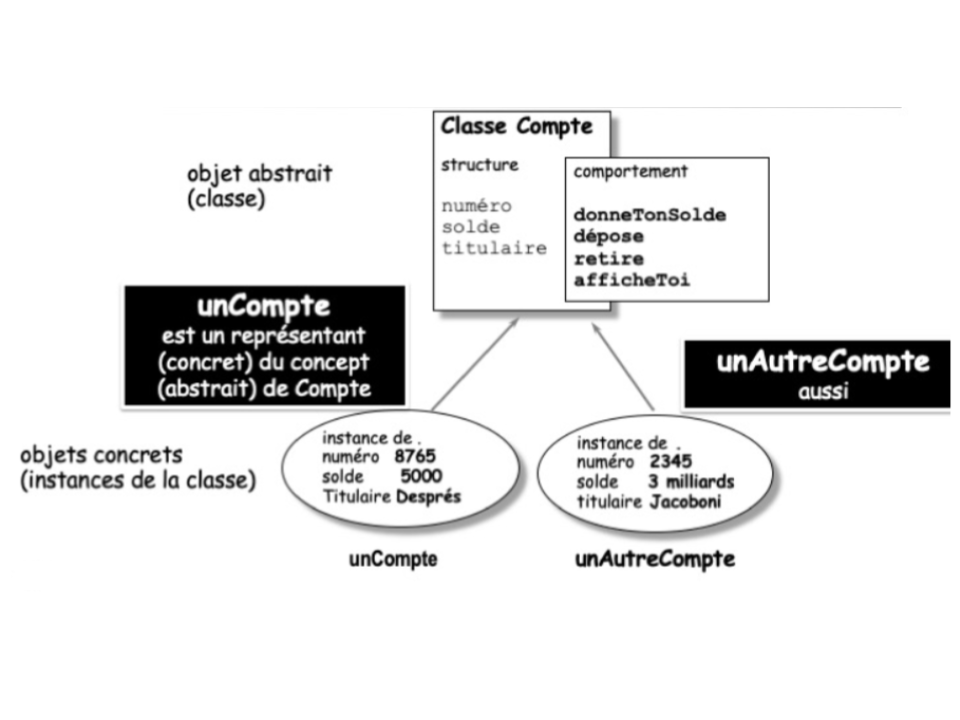 Classe Compte
structure
numéro
solde
titulaire
comportement
donneTonSolde
dépose
retire
afficheToi
objet abstrait
(classe)
unCompte
est un représentant
(concret) du concept
(abstrait) de Compte
unAutreCompte
aussi
objets concrets
(instances de la classe)
instance de .
numéro 8765
solde 5000
Titulaire Després
unCompte
instance de .
numéro 2345
solde 3 milliards
titulaire Jacoboni
unAutreCompte